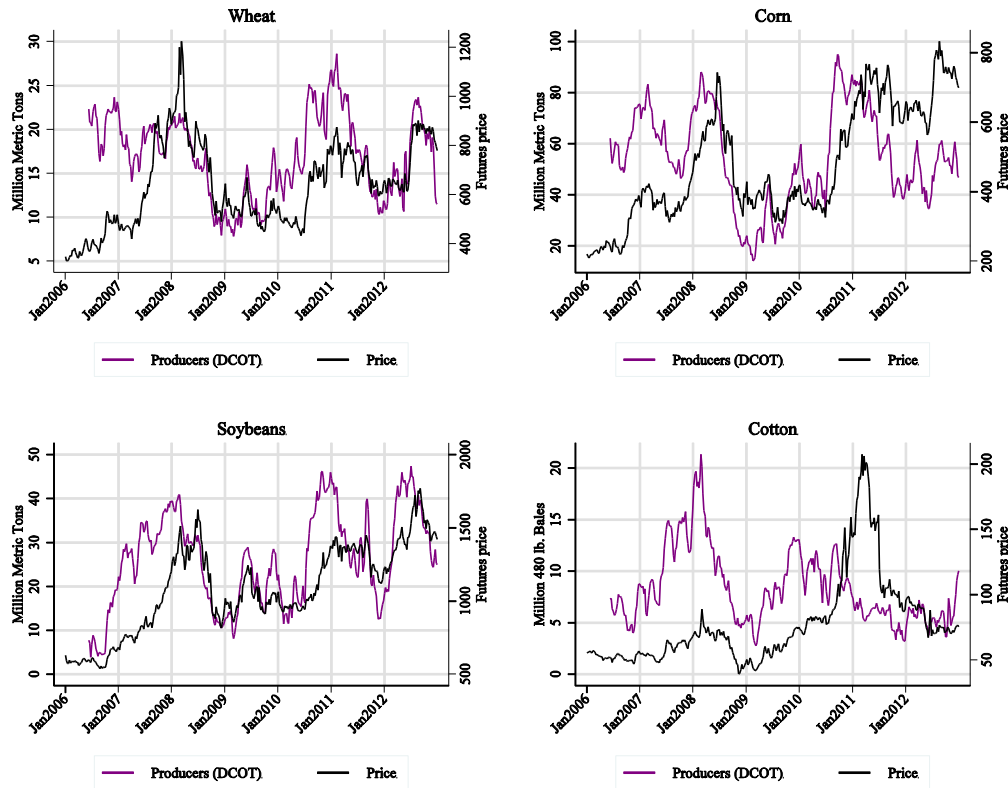 Wheat
Million Metric Tons
30
25
20
15
10
5
Futures price
1200
1000
800
600
400
Jan2006
Jan2007
Jan2008
Jan2009
Jan2010
Jan2011
Jan2012
Producers (DCOT)
Price
Corn
Million Metric Tons
100
80
60
40
20
Futures price
800
600
400
200
Jan2006
Jan2007
Jan2008
Jan2009
Jan2010
Jan2011
Jan2012
Producers (DCOT)
Price
Soybeans
Million Metric Tons
50
40
30
20
10
0
Futures price
2000
1500
1000
500
Jan2006
Jan2007
Jan2008
Jan2009
Jan2010
Jan2011
Jan2012
Producers (DCOT)
Price
Cotton
Million 480 lb. Bales
20
15
10
5
0
Futures price
200
150
100
50
Jan2006
Jan2007
Jan2008
Jan2009
Jan2010
Jan2011
Jan2012
Producers (DCOT)
Price